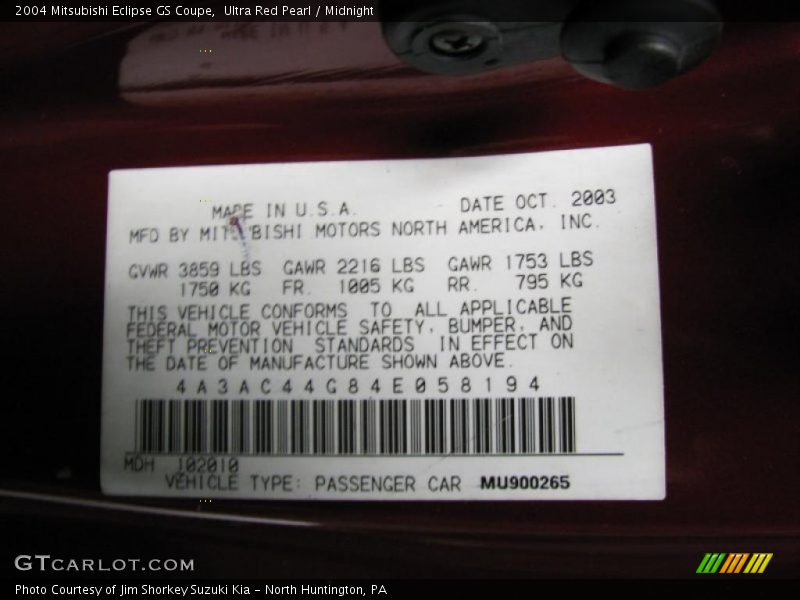 2004 Mitsubishi Eclipse GS Coupe,  Ultra Red Pearl / Midnight
MADE IN U.S.A.   DATE OCT. 2003
MFD BY MITSUBISHI MOTORS NORTH AMERICA, INC.
GVWR 3859 LBS  GAWR 2216 LBS  GAWR 1753 LBS
1750 KG  FR.  1005 KG  RR.  795 KG
THIS VEHICLE CONFORMS TO ALL APPLICABLE
FEDERAL MOTOR VEHICLE SAFETY, BUMPER, AND
THEFT PREVENTION STANDARDS IN EFFECT ON
THE DATE OF MANUFACTURE SHOWN ABOVE.
4A3AC44G84E058194
MDH  102010
VEHICLE TYPE: PASSENGER CAR  MU900265
GTCARLOT.COM
Photo Courtesy of Jim Shorkey Suzuki Kia - North Huntington, PA